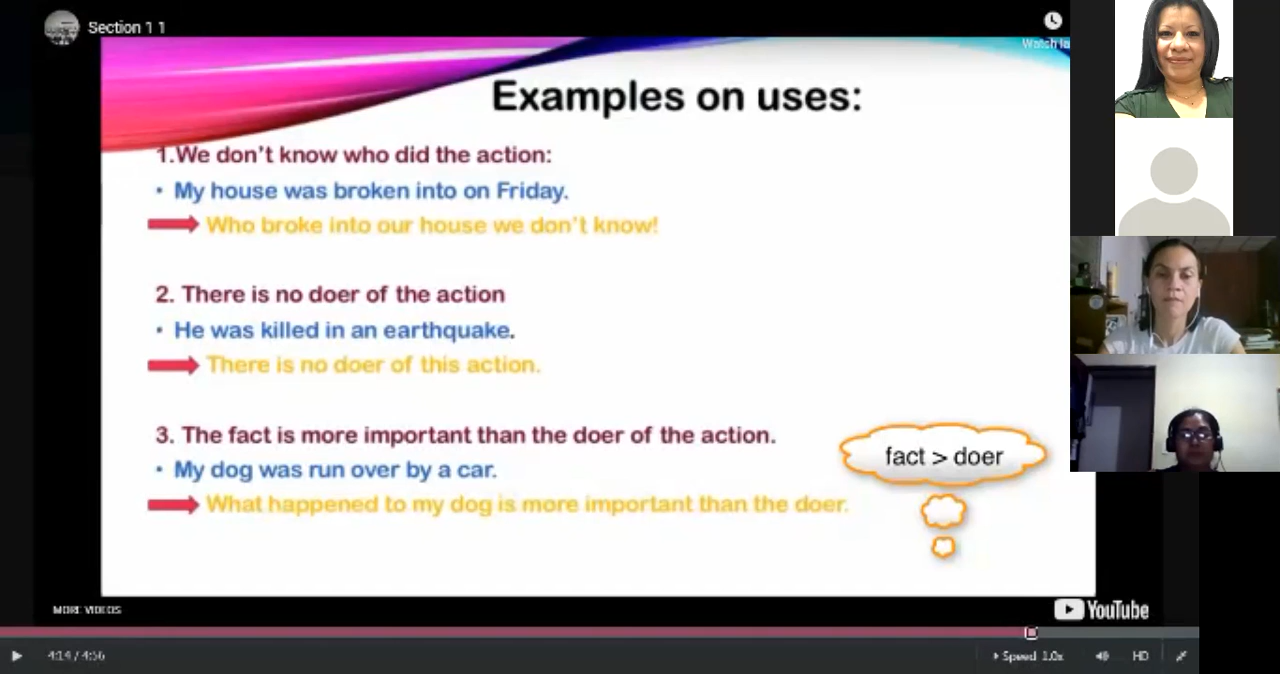 Section 1 1
Watch la
Examples on uses:
1.We don't know who did the action:
• My house was broken into on Friday.
Who broke into our house we don't know!
2. There is no doer of the action
• He was killed in an earthquake.
There is no doer of this action.
3. The fact is more important than the doer of the action.
• My dog was run over by a car.
What happened to my dog is more important than the doer.
fact > doer
MORE VIDEOS
YouTube
4:14 / 4:56
Speed 1.0x
HD